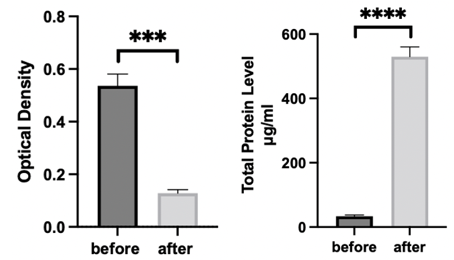 0.8
0.6
0.4
0.2
0.0
Optical Density
***
before after
600
400
200
0
Total Protein Level
µg/ml
****
before after